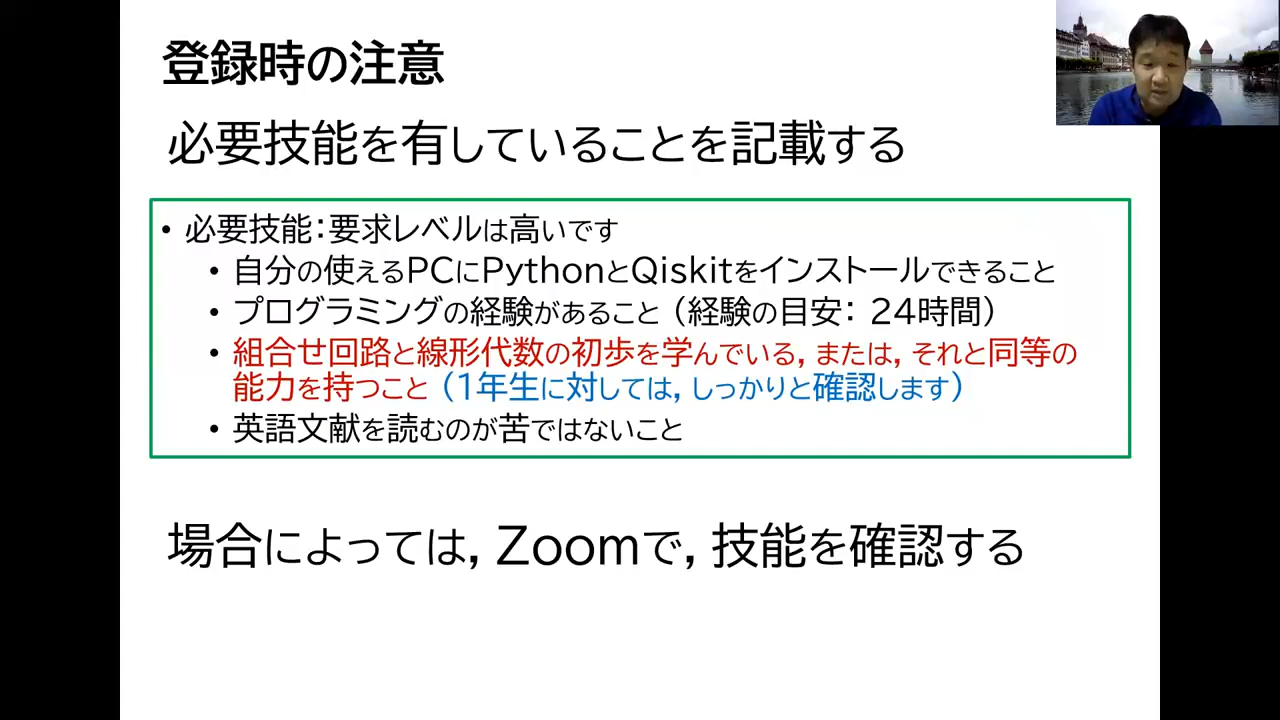 登録時の注意
必要技能を有していることを記載する
• 必要技能：要求レベルは高いです
• 自分の使えるPCにPythonとQiskitをインストールできること
• プログラミングの経験があること（経験の目安： 24時間）
• 組合せ回路と線形代数の初歩を学んでいる，または，それと同等の
能力を持つこと（1年生に対しては，しっかりと確認します）
• 英語文献を読むのが苦ではないこと
場合によっては，Zoomで，技能を確認する